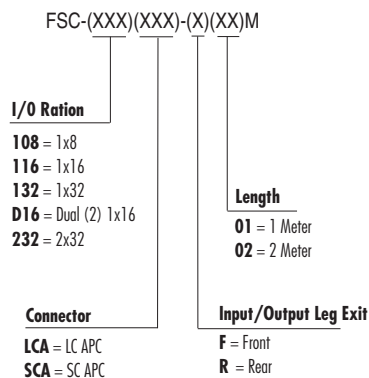 FSC-(XXX)(XXX)-(X)(XX)M
I/O Ration
108 = 1x8
116 = 1x16
132 = 1x32
D16 = Dual (2) 1x16
232 = 2x32
Length
01 = 1 Meter
02 = 2 Meter
Connector
LCA = LC APC
SCA = SC APC
Input/Output Leg Exit
F = Front
R = Rear